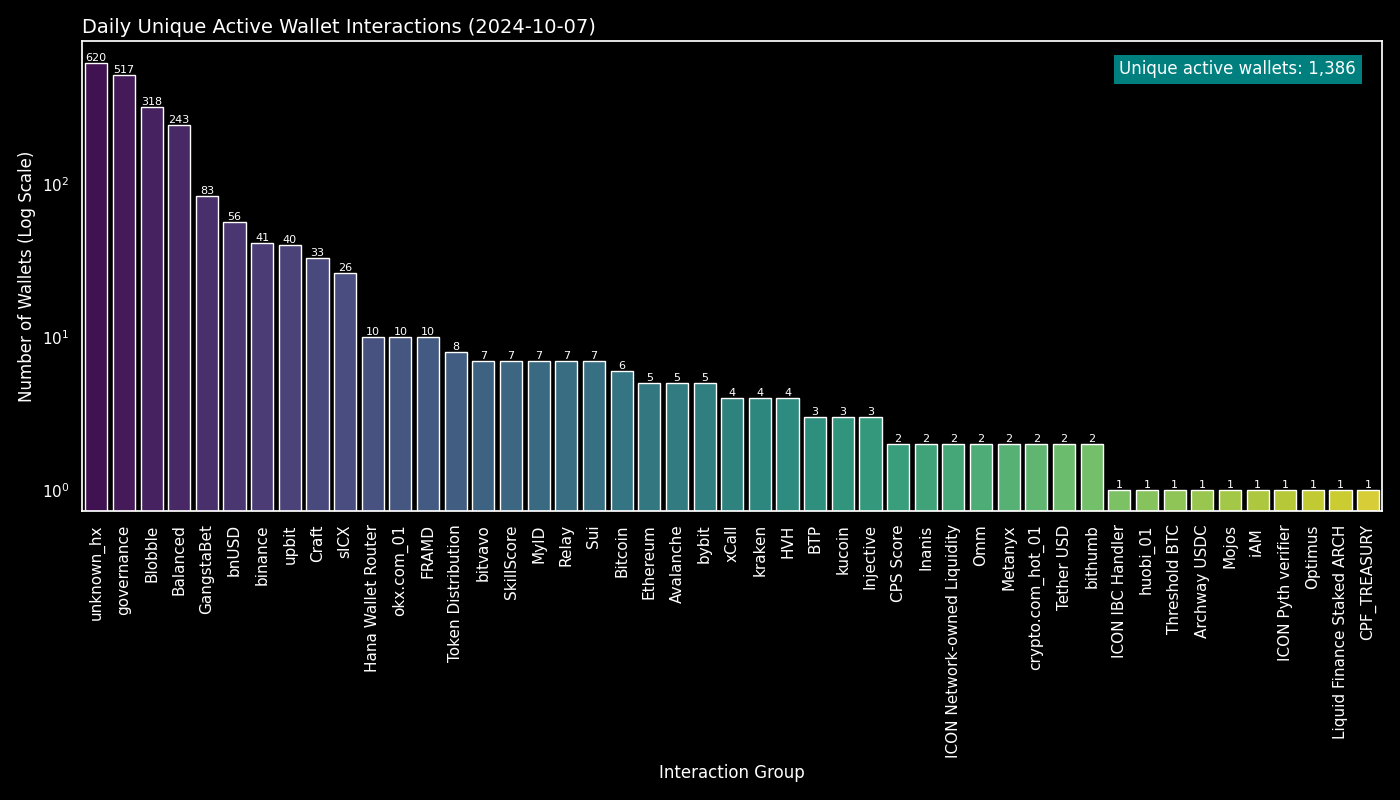 Daily Unique Active Wallet Interactions (2024-10-07)
Unique active wallets: 1,386
Number of Wallets (Log Scale)
10²
10¹
10⁰
620
517
318
243
83
56
41
40
33
26
10
10
10
8
7
7
7
7
7
6
5
5
5
4
4
4
3
3
3
2
2
2
2
2
2
2
2
1
1
1
1
1
1
1
1
1
1
unknown_hx
governance
Blobble
Balanced
GangstaBet
bnUSD
binance
upbit
Craft
sICX
Hana Wallet Router
okx.com_01
FRAMD
Token Distribution
bitvavo
SkillScore
MyID
Relay
Sui
Bitcoin
Ethereum
Avalanche
bybit
xCall
kraken
HVH
BTP
kucoin
Injective
CPS Score
Inanis
ICON Network-owned Liquidity
Omm
Metanyx
crypto.com_hot_01
Tether USD
bithumb
ICON IBC Handler
huobi_01
Threshold BTC
Archway USDC
Mojos
iAM
ICON Pyth verifier
Optimus
Liquid Finance Staked ARCH
CPF_TREASURY
Interaction Group